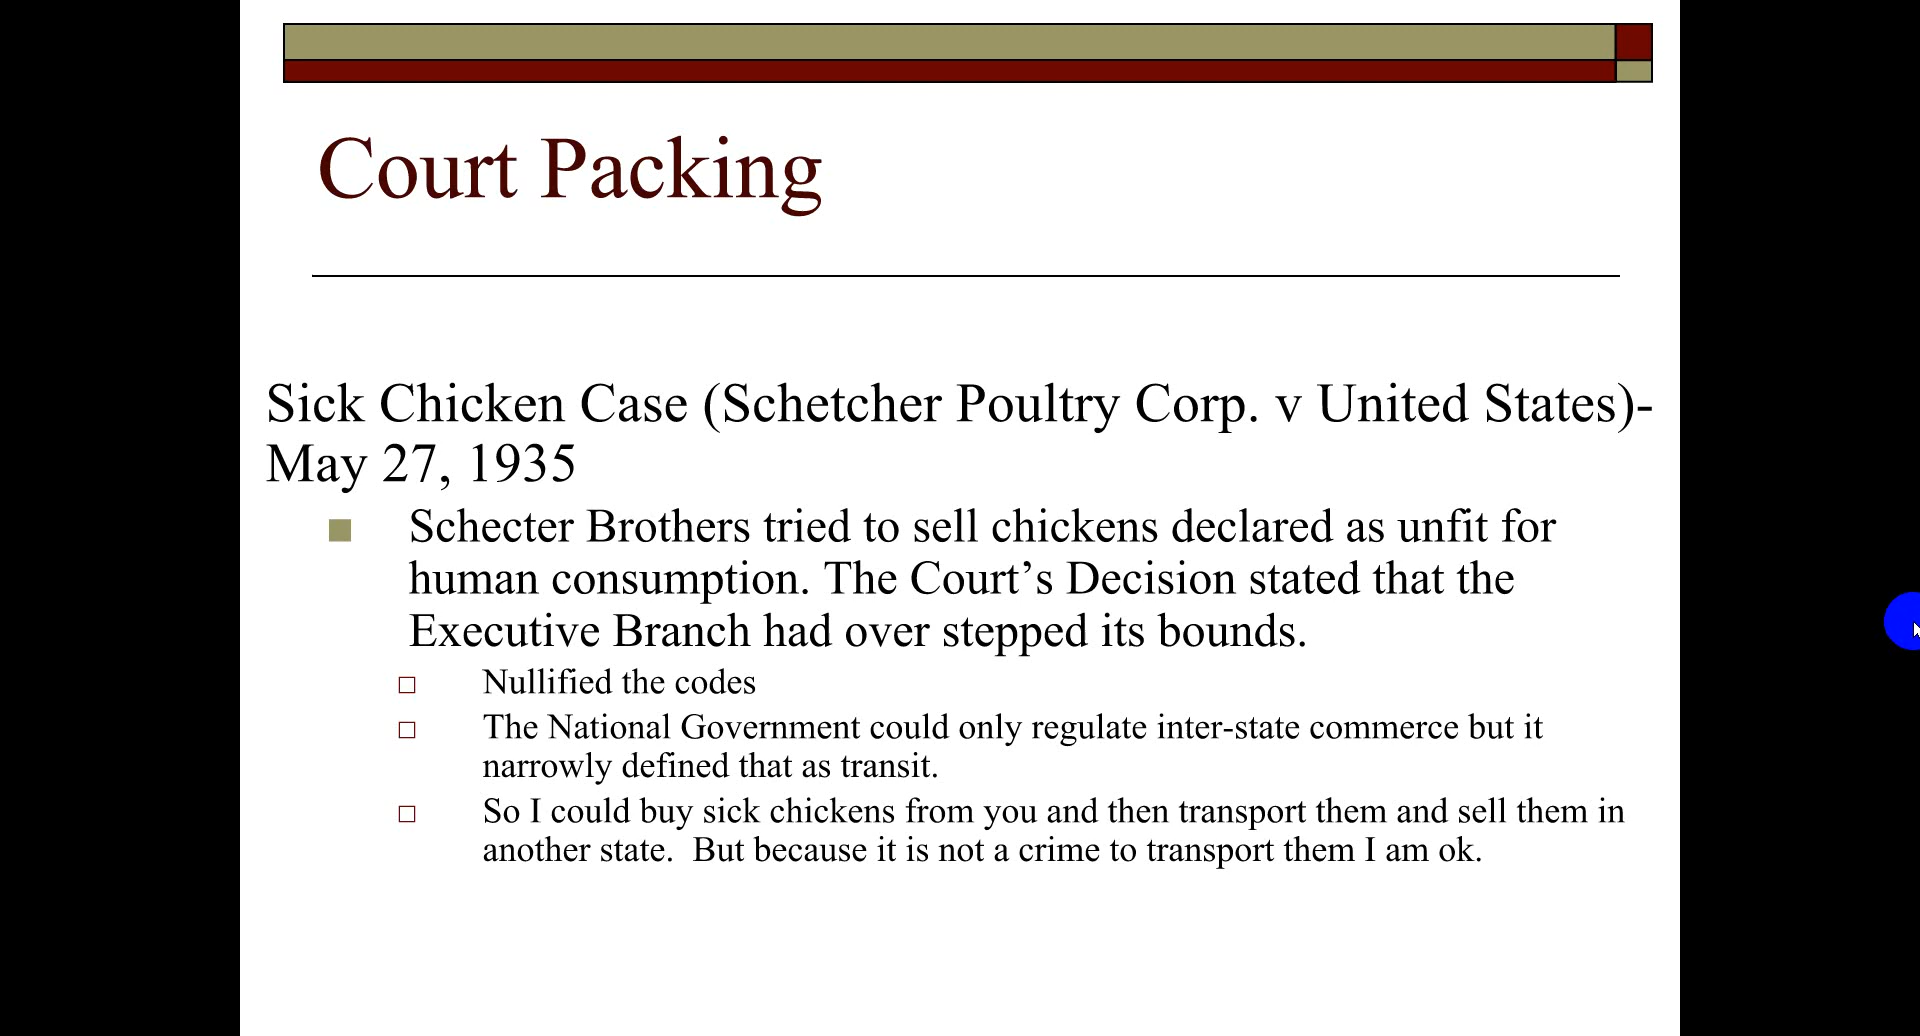 Court Packing
Sick Chicken Case (Schetcher Poultry Corp. v United States)-
May 27, 1935
Schecter Brothers tried to sell chickens declared as unfit for
human consumption. The Court’s Decision stated that the
Executive Branch had over stepped its bounds.
Nullified the codes
The National Government could only regulate inter-state commerce but it
narrowly defined that as transit.
So I could buy sick chickens from you and then transport them and sell them in
another state.  But because it is not a crime to transport them I am ok.